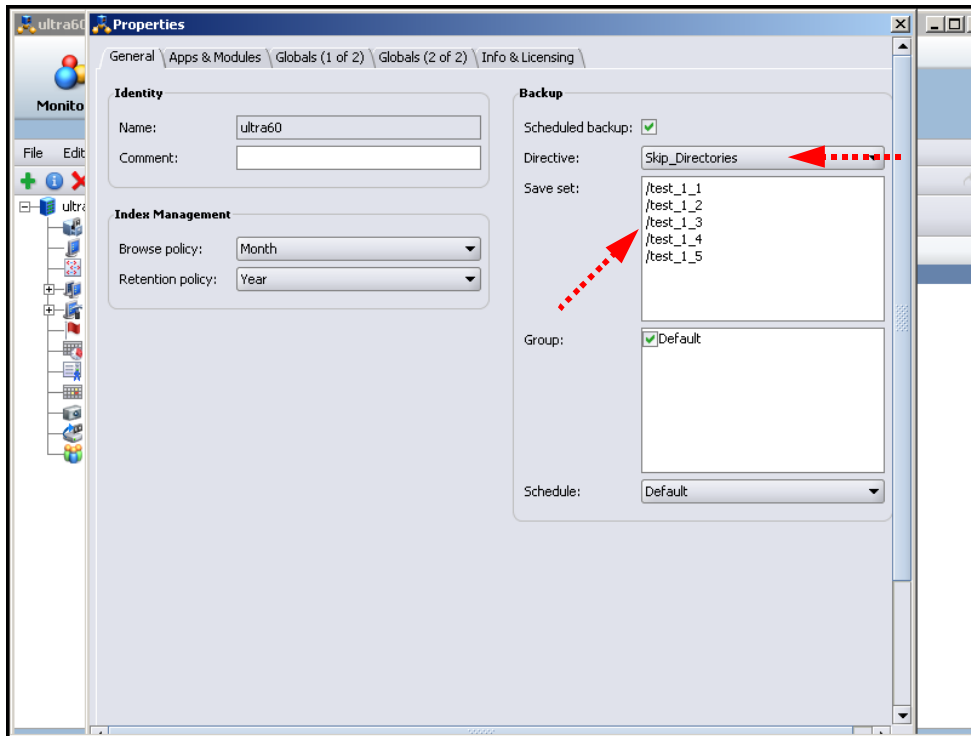 ultra60
Properties
General
Apps & Modules
Globals (1 of 2)
Globals (2 of 2)
Info & Licensing
Monito
File
Edit
ultra
Identity
Name:
ultra60
Comment:
Index Management
Browse policy:
Month
Retention policy:
Year
Backup
Scheduled backup:
Directive:
Skip_Directories
Save set:
/test_1_1
/test_1_2
/test_1_3
/test_1_4
/test_1_5
Group:
Default
Schedule:
Default